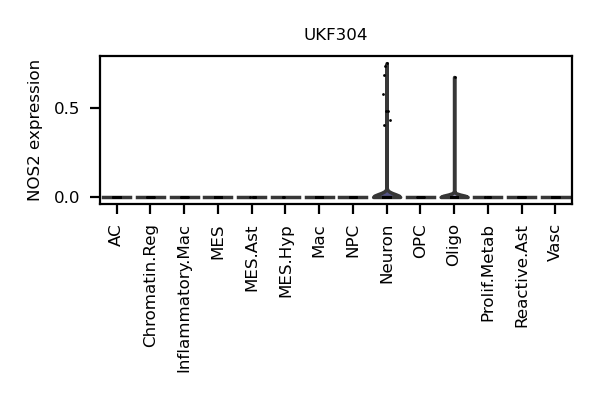 UKF304
NOS2 expression
0.5
0.0
AC
Chromatin.Reg
Inflammatory.Mac
MES
MES.Ast
MES.Hyp
Mac
NPC
Neuron
OPC
Oligo
Prolif.Metab
Reactive.Ast
Vasc